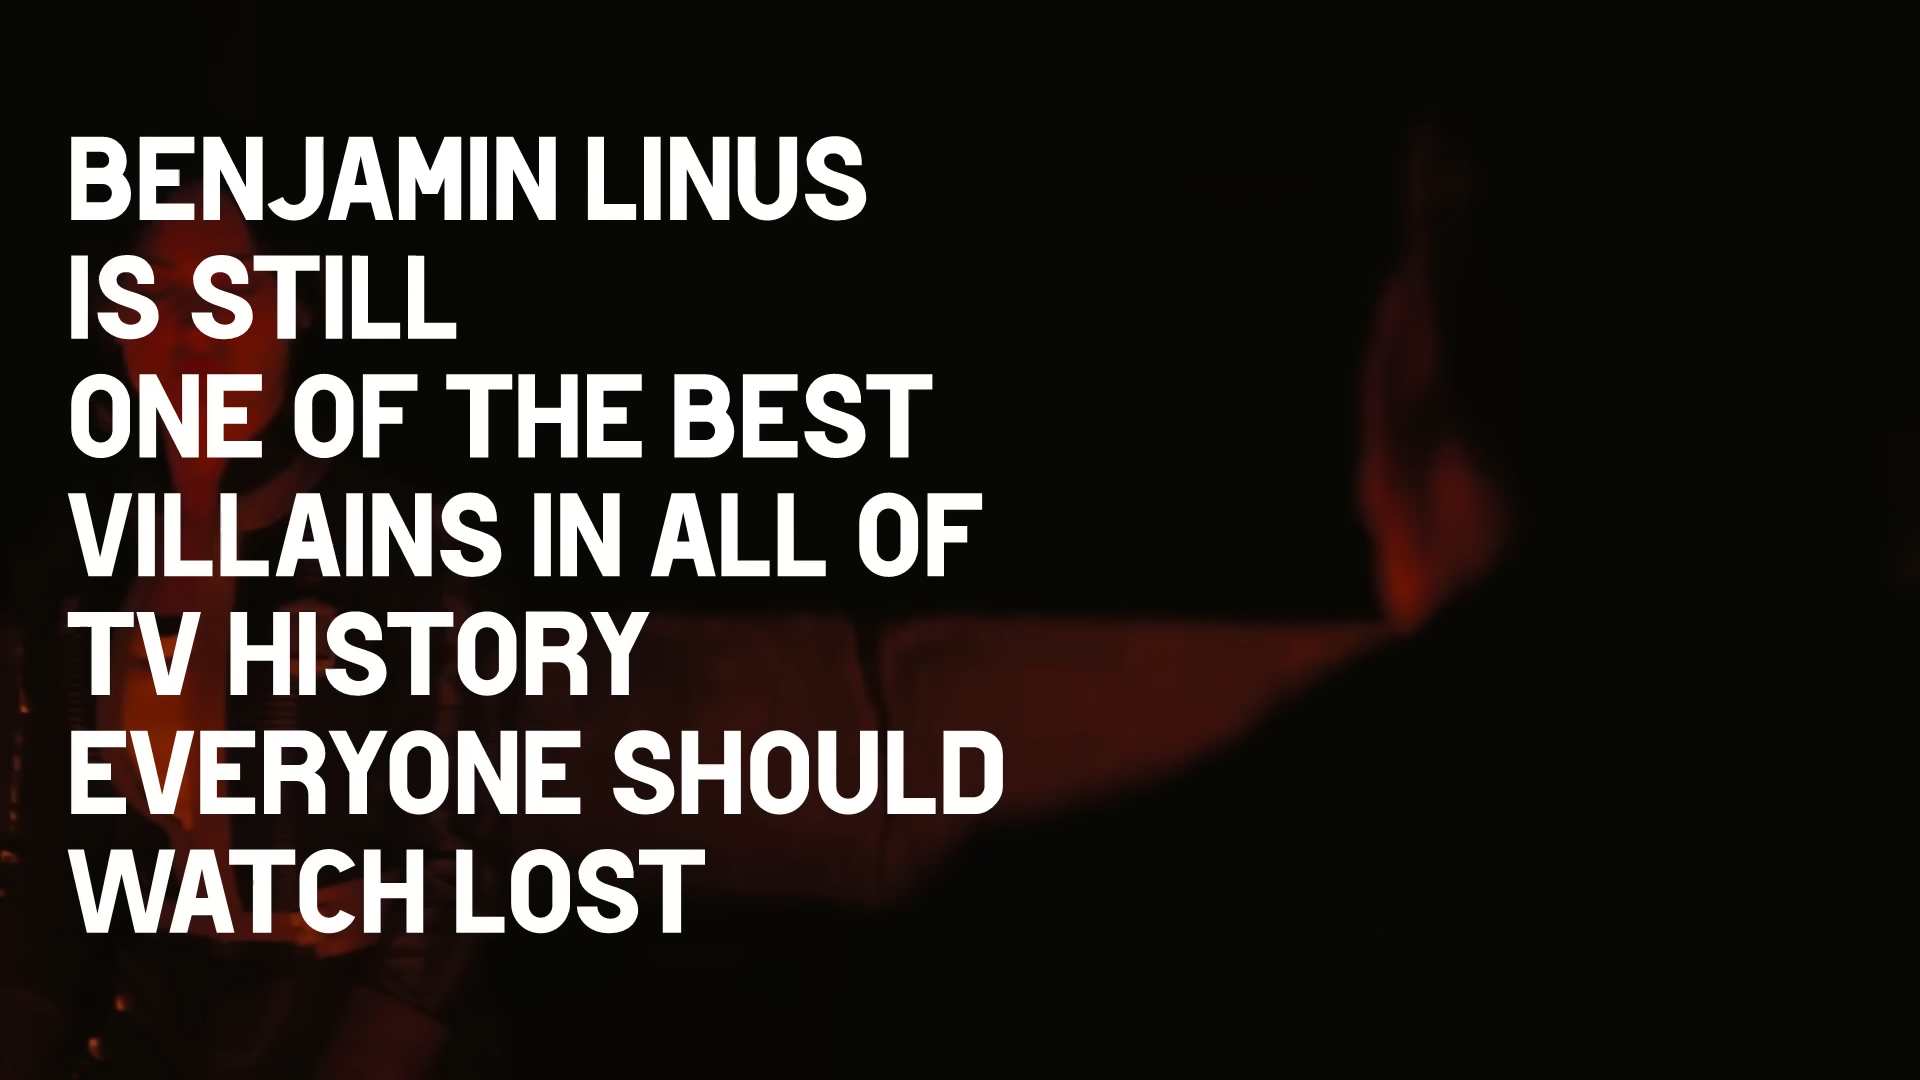 BENJAMIN LINUS
IS STILL
ONE OF THE BEST
VILLAINS IN ALL OF
TV HISTORY
EVERYONE SHOULD
WATCH LOST